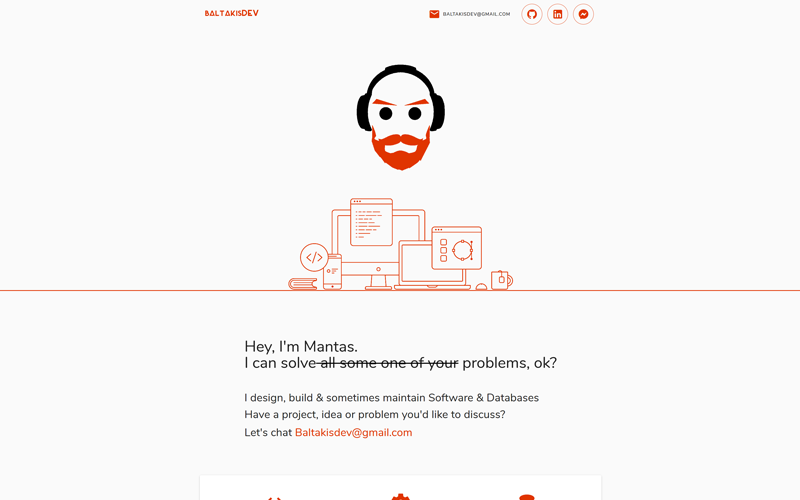 BALTAKISDEV
BALTAKISDEV@GMAIL.COM
</>
Hey, I'm Mantas.
I can solve all some one of your problems, ok?
I design, build & sometimes maintain Software & Databases
Have a project, idea or problem you'd like to discuss?
Let's chat Baltakisdev@gmail.com